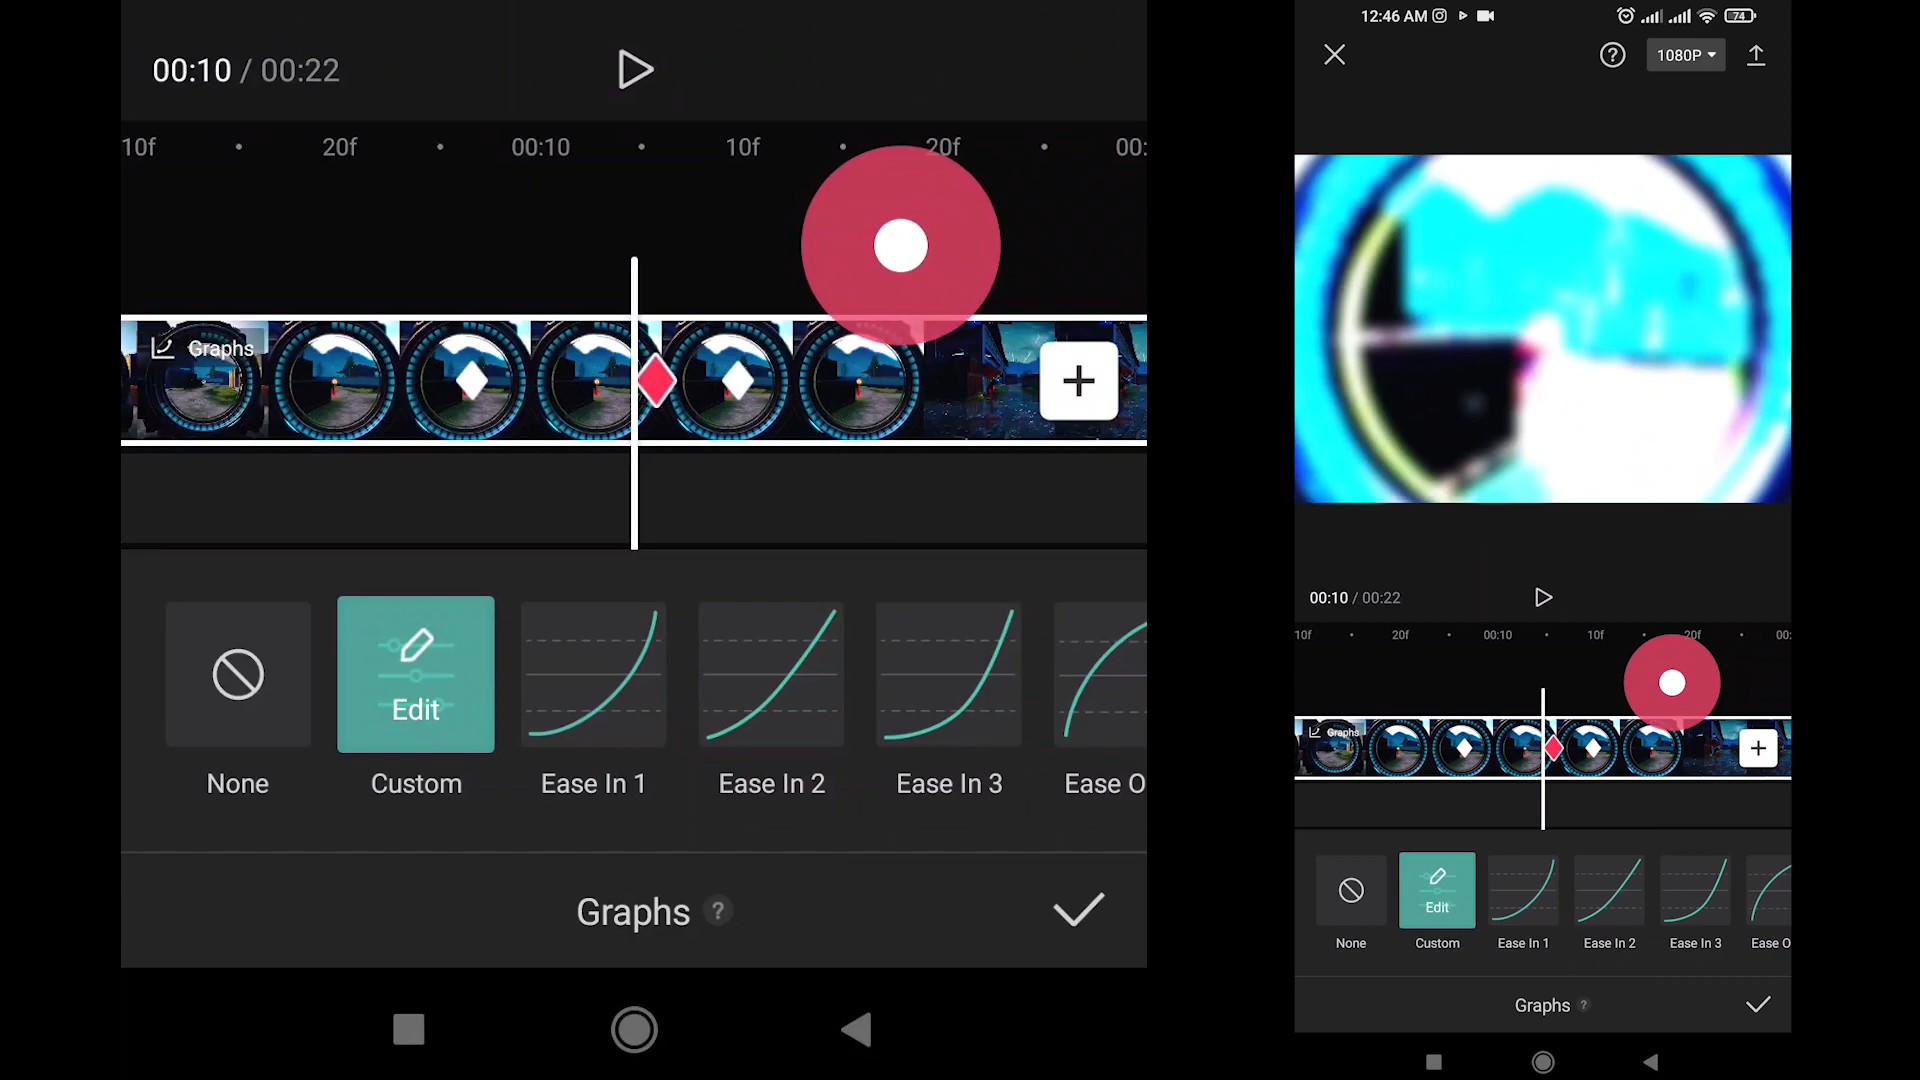 00:10 / 00:22
10f 20f 00:10 10f 20f 00:
Graphs
Edit
None Custom Ease In 1 Ease In 2 Ease In 3 Ease O
Graphs ?
12:46 AM 74
? 1080P
00:10 / 00:22
10f 20f 00:10 10f 20f 00:
Graphs
Edit
None Custom Ease In 1 Ease In 2 Ease In 3 Ease O
Graphs ?